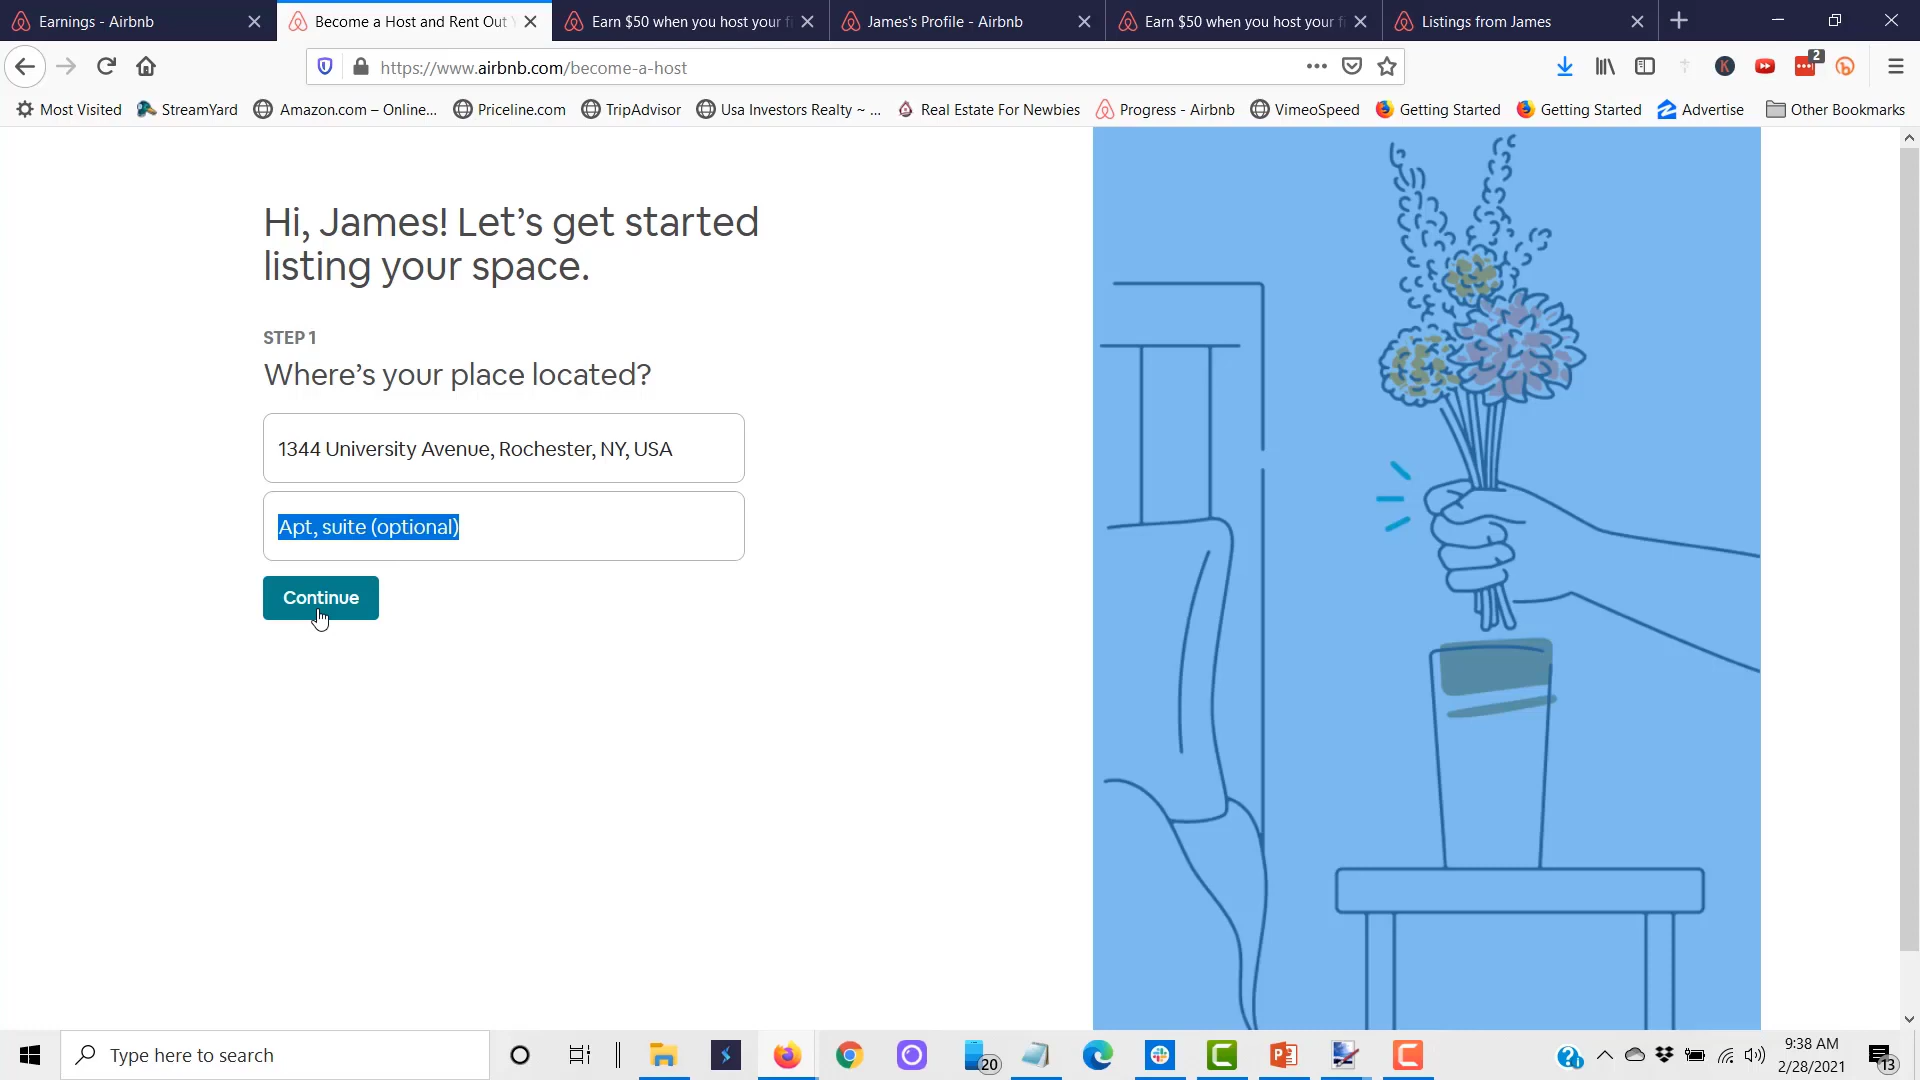 Earnings - Airbnb
Become a Host and Rent Out Y
Earn $50 when you host your fi
James's Profile - Airbnb
Earn $50 when you host your fi
Listings from James
https://www.airbnb.com/become-a-host
2
Most Visited
StreamYard
Amazon.com – Online...
Priceline.com
TripAdvisor
Usa Investors Realty ~ ...
Real Estate For Newbies
Progress - Airbnb
VimeoSpeed
Getting Started
Getting Started
Advertise
Other Bookmarks
Hi, James! Let’s get started
listing your space.
STEP 1
Where’s your place located?
1344 University Avenue, Rochester, NY, USA
Apt, suite (optional)
Continue
Type here to search
20
9:38 AM
2/28/2021
13